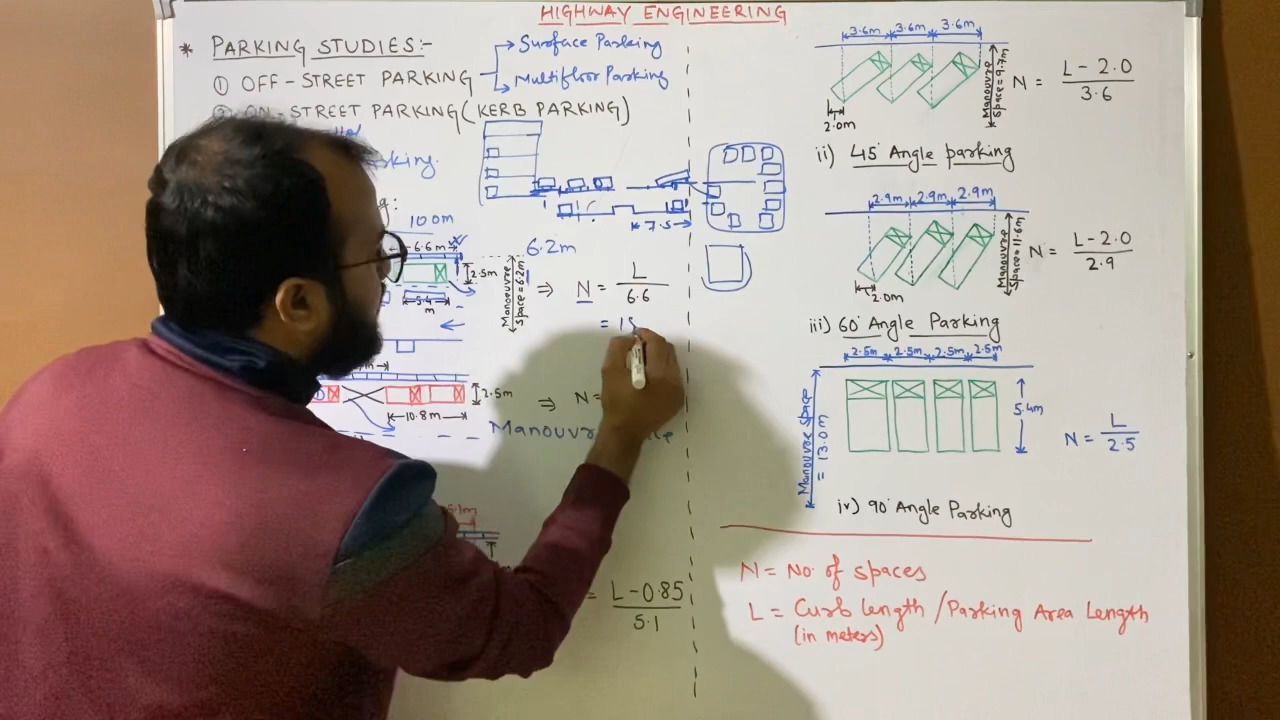 HIGHWAY ENGINEERING
* PARKING STUDIES:-
① OFF-STREET PARKING
Surface Parking
Multifloor Parking
② ON-STREET PARKING (KERB PARKING)
100m
6.6m
6.2m
2.5m
5.4
m
Manouvre
Space=6.2m
⇒ N = L / 6.6
= 15
7.5
2.5m
10.8m
⇒ N =
Manouvre
5.1m
= L-0.85 / 5.1
3.6m 3.6m 3.6m
2.0m
Manouvre
Space=9.7m
N = L-2.0 / 3.6
ii) 45° Angle parking
2.9m 2.9m 2.9m
2.0m
Manouvre
Space=11.6m
N = L-2.0 / 2.9
iii) 60° Angle Parking
2.5m 2.5m 2.5m 2.5m
Manouvre Space
= 13.0m
5.4m
N = L / 2.5
iv) 90° Angle Parking
N = No. of spaces
L = Curb length / Parking Area Length
(in meters)